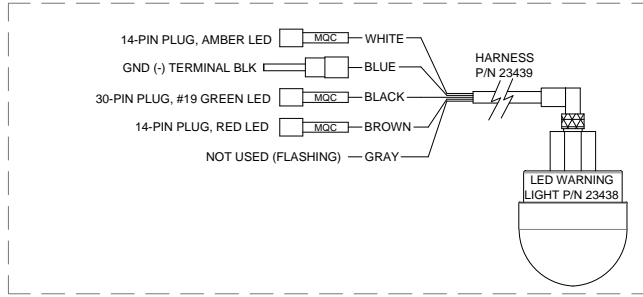 14-PIN PLUG, AMBER LED MQC WHITE
GND (-) TERMINAL BLK BLUE
30-PIN PLUG, #19 GREEN LED MQC BLACK
14-PIN PLUG, RED LED MQC BROWN
NOT USED (FLASHING) GRAY
HARNESS
P/N 23439
LED WARNING
LIGHT P/N 23438